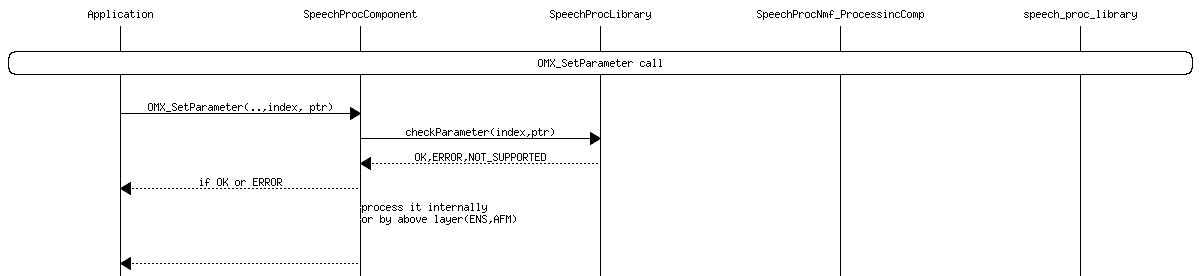 Application
SpeechProcComponent
SpeechProcLibrary
SpeechProcNmf_ProcessincComp
speech_proc_library
OMX_SetParameter call
OMX_SetParameter(..,index, ptr)
checkParameter(index,ptr)
OK,ERROR,NOT_SUPPORTED
if OK or ERROR
process it internally
or by above layer(ENS,AFM)